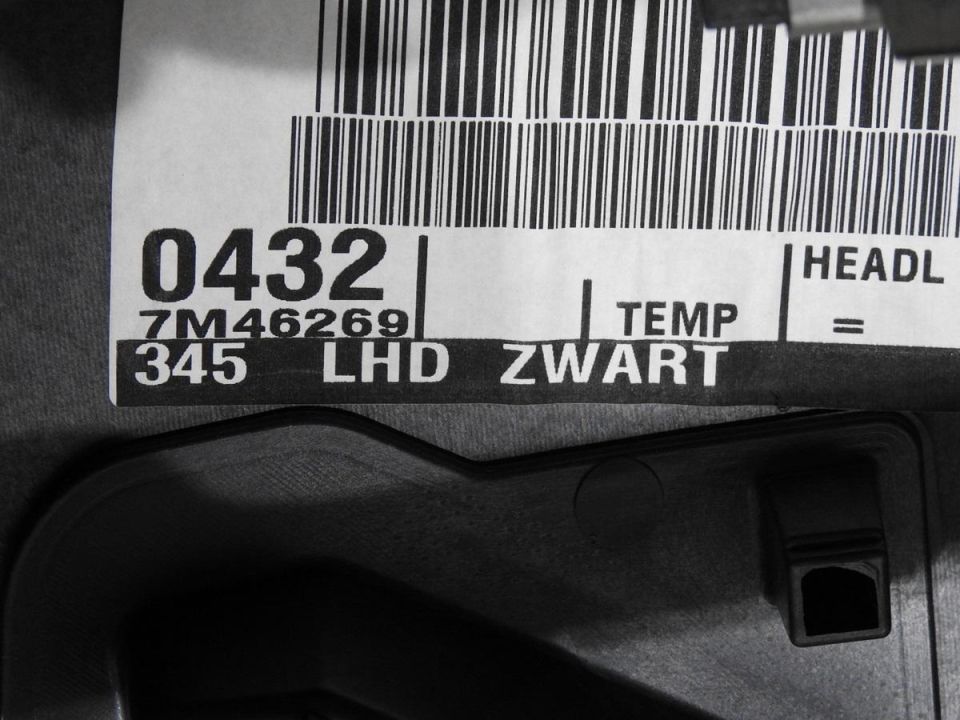 0432
7M46269
TEMP
HEADL
=
345 LHD ZWART